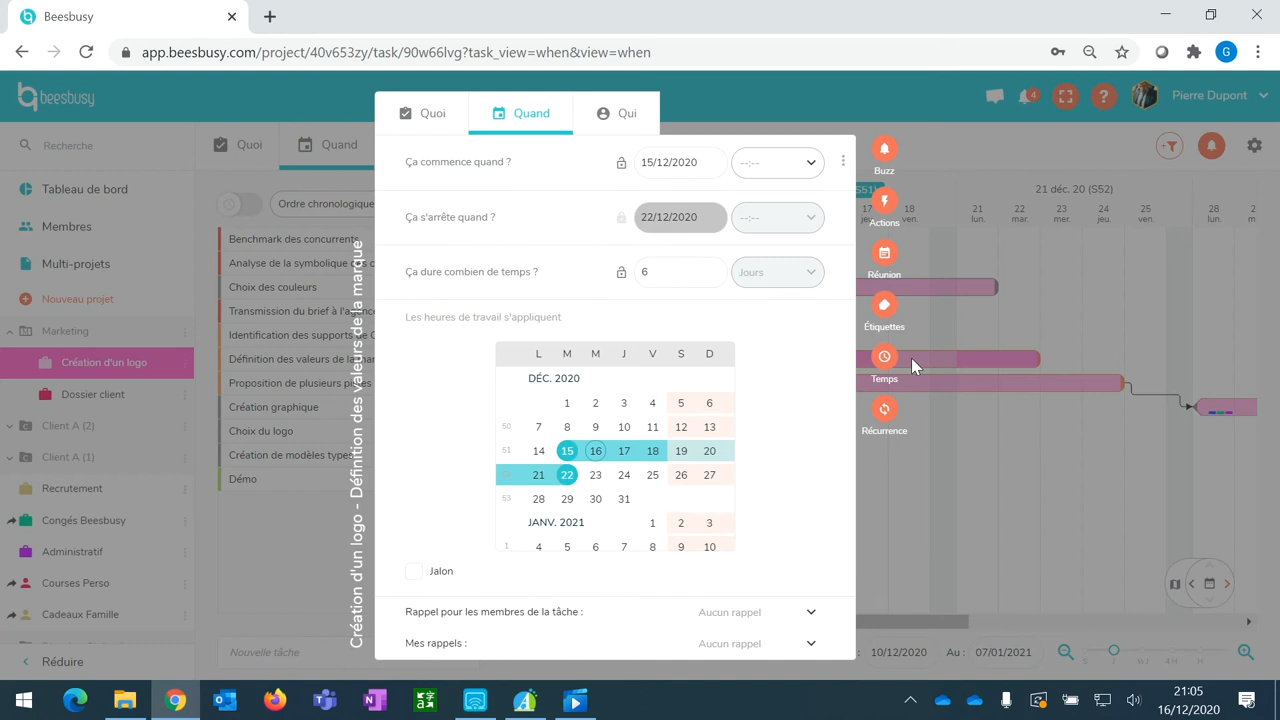 Beesbusy
app.beesbusy.com/project/40v653zy/task/90w66lvg?task_view=when&view=when
G
beesbusy
4
?
Pierre Dupont
Recherche
Quoi
Quand
Tableau de bord
Membres
Multi-projets
Nouveau projet
Marketing
Création d'un logo
Dossier client
Client A (2)
Client A (1)
Recrutement
Congés Beesbusy
Administratif
Courses Perso
Cadeaux Famille
Réduire
Ordre chronologique
Benchmark des concurrents
Analyse de la symbolique des
Choix des couleurs
Transmission du brief à l'agence
Identification des supports de
Définition des valeurs de la
Proposition de plusieurs pistes
Création graphique
Choix du logo
Création de modèles types
Démo
Nouvelle tâche
Création d'un logo - Définition des valeurs de la marque
Quoi
Quand
Qui
Ça commence quand ?
15/12/2020
--:--
Ça s'arrête quand ?
22/12/2020
--:--
Ça dure combien de temps ?
6
Jours
Les heures de travail s'appliquent
L M M J V S D
DÉC. 2020
1 2 3 4 5 6
50 7 8 9 10 11 12 13
51 14 15 16 17 18 19 20
21 22 23 24 25 26 27
53 28 29 30 31
JANV. 2021 1 2 3
1 4 5 6 7 8 9 10
Jalon
Rappel pour les membres de la tâche :
Aucun rappel
Mes rappels :
Aucun rappel
Buzz
Actions
Réunion
Étiquettes
Temps
Récurrence
S51)
21 déc. 20 (S52)
17 18 21 22 23 24 25 28
jeu. ven. lun. mar. mer. jeu. ven. lun. m
: 10/12/2020 Au : 07/01/2021
S J ½J 4H H
21:05
16/12/2020